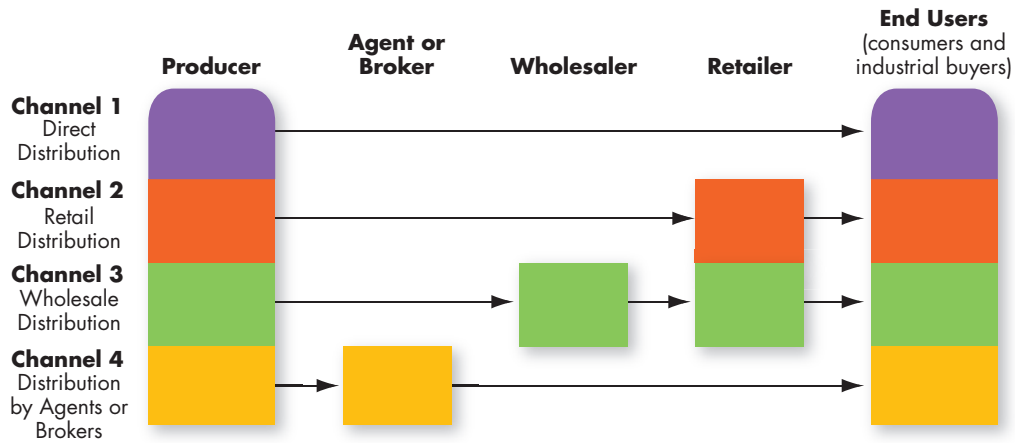 End Users
(consumers and
industrial buyers)
Agent or
Broker
Producer
Wholesaler
Retailer
Channel 1
Direct
Distribution
Channel 2
Retail
Distribution
Channel 3
Wholesale
Distribution
Channel 4
Distribution
by Agents or
Brokers